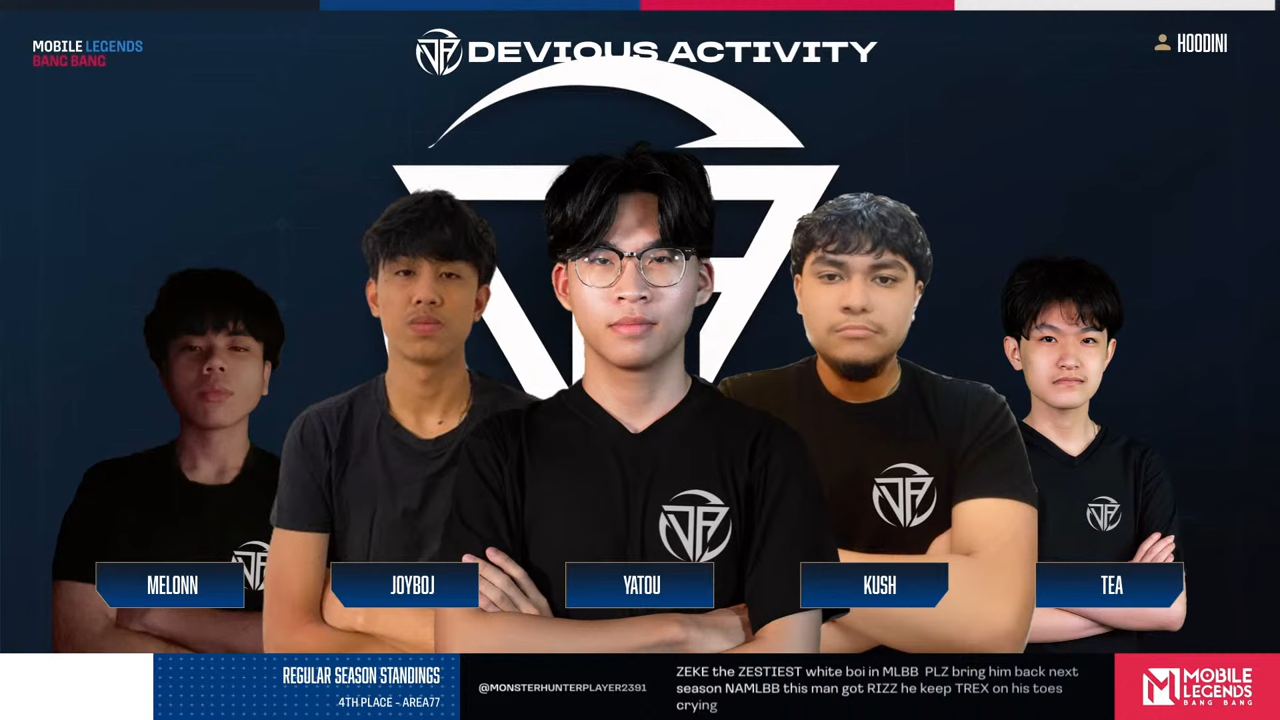 MOBILE LEGENDS
BANG BANG
DEVIOUS ACTIVITY
HOODINI
MELONN
JOYBOJ
YATOU
KUSH
TEA
REGULAR SEASON STANDINGS
4TH PLACE - AREA77
@MONSTERHUNTERPLAYER2391
ZEKE the ZESTIEST white boi in MLBB PLZ bring him back next
season NAMLBB this man got RIZZ he keep TREX on his toes
crying
MOBILE
LEGENDS
BANG BANG